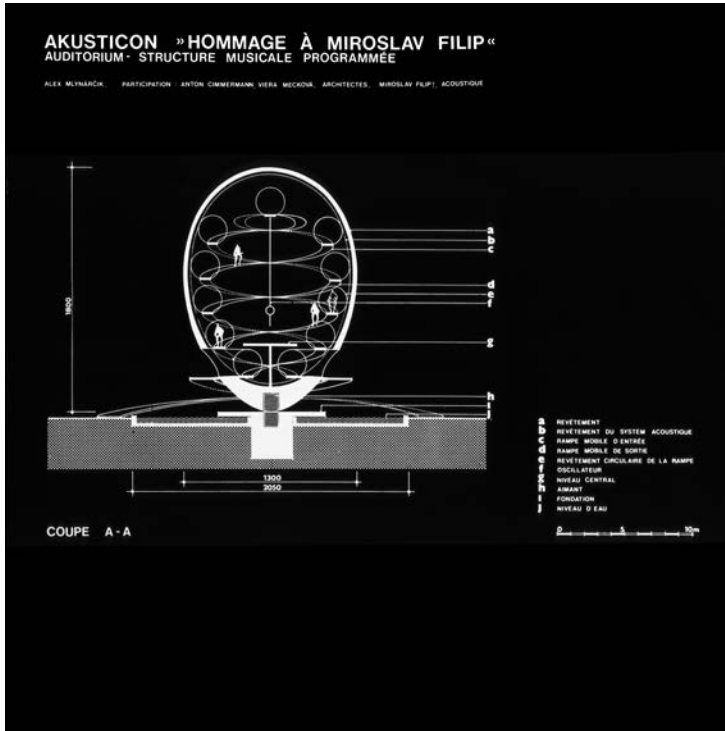 AKUSTICON »HOMMAGE À MIROSLAV FILIP«
AUDITORIUM - STRUCTURE MUSICALE PROGRAMMÉE
ALEX MLYNÁRČIK, PARTICIPATION : ANTON CIMMERMANN, VIERA MECKOVÁ, ARCHITECTES, MIROSLAV FILIP†, ACOUSTIQUE
1800
a
b
c
d
e
f
g
h
i
j
1300
2050
a REVÊTEMENT
b REVÊTEMENT DU SYSTEM ACOUSTIQUE
c RAMPE MOBILE D'ENTRÉE
d RAMPE MOBILE DE SORTIE
e REVÊTEMENT CIRCULAIRE DE LA RAMPE
f OSCILLATEUR
g NIVEAU CENTRAL
h AIMANT
i FONDATION
j NIVEAU D'EAU
COUPE A-A
0 5 10m